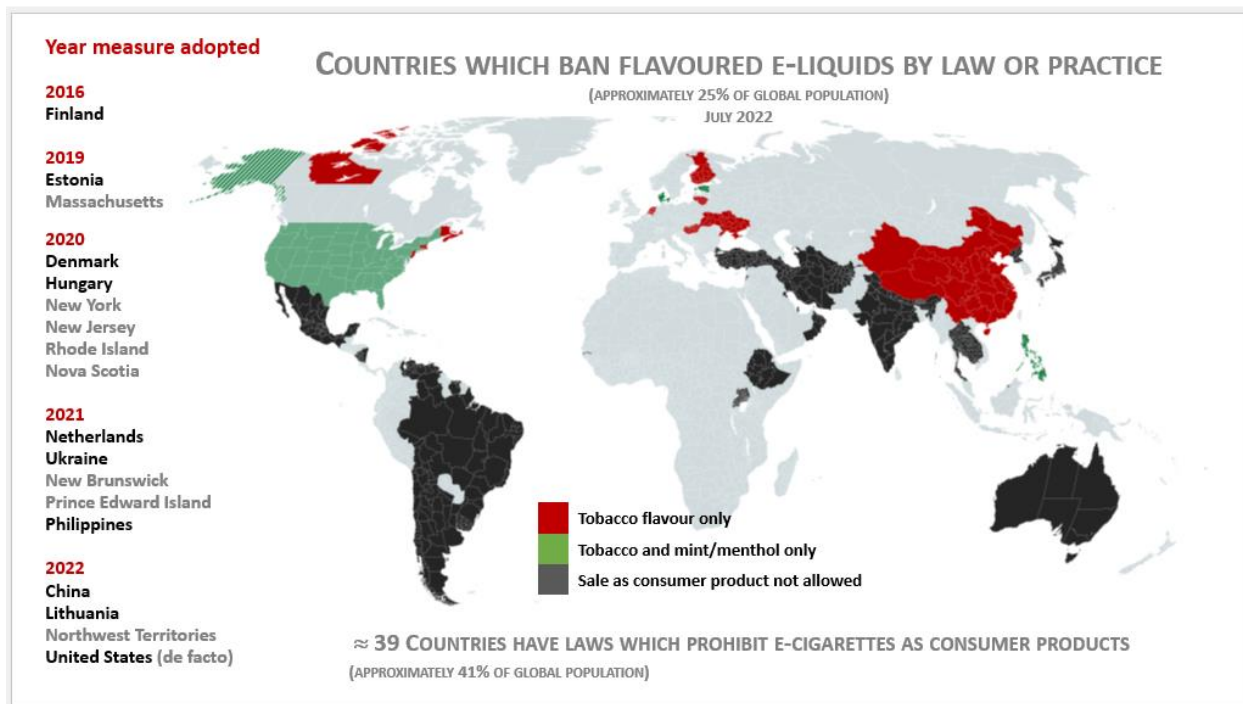 Year measure adopted
2016
Finland
2019
Estonia
Massachusetts
2020
Denmark
Hungary
New York
New Jersey
Rhode Island
Nova Scotia
2021
Netherlands
Ukraine
New Brunswick
Prince Edward Island
Philippines
2022
China
Lithuania
Northwest Territories
United States (de facto)
COUNTRIES WHICH BAN FLAVOURED E-LIQUIDS BY LAW OR PRACTICE
(APPROXIMATELY 25% OF GLOBAL POPULATION)
JULY 2022
Tobacco flavour only
Tobacco and mint/menthol only
Sale as consumer product not allowed
≈ 39 COUNTRIES HAVE LAWS WHICH PROHIBIT E-CIGARETTES AS CONSUMER PRODUCTS
(APPROXIMATELY 41% OF GLOBAL POPULATION)